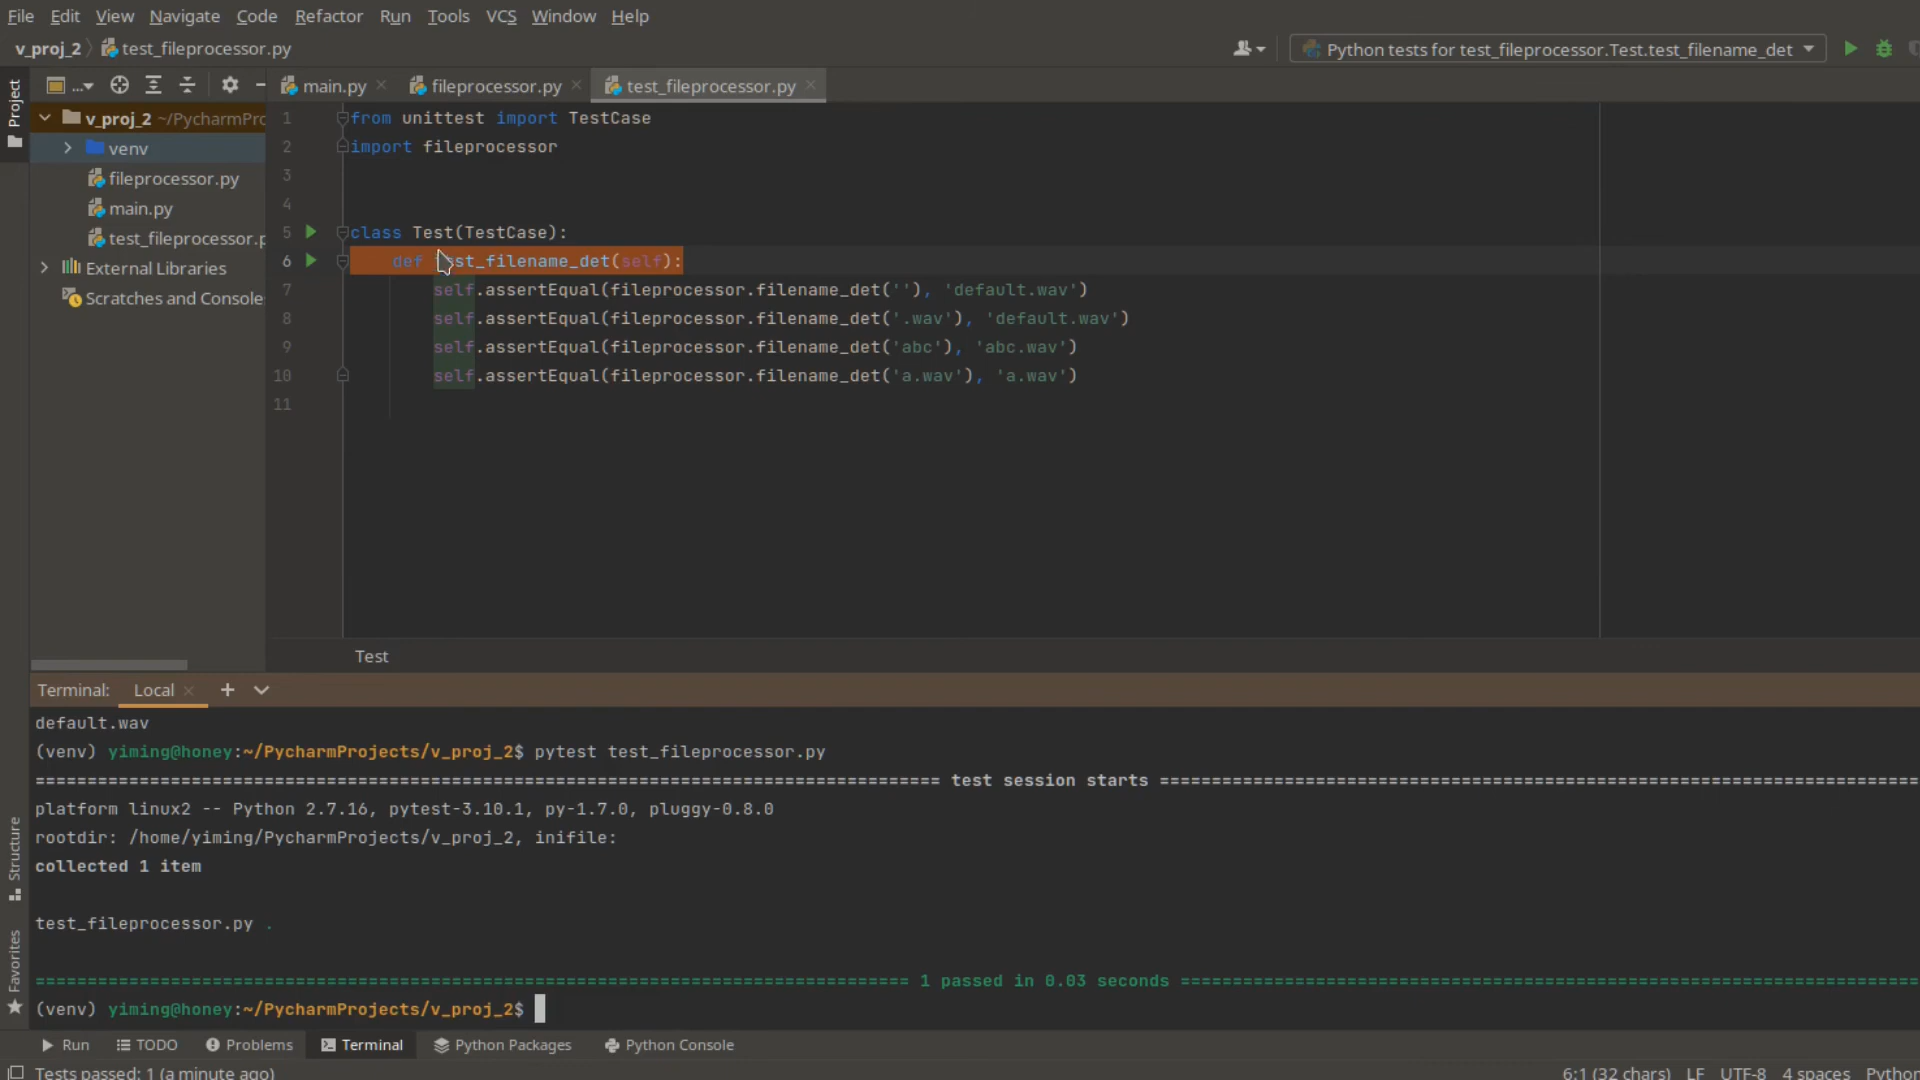 File Edit View Navigate Code Refactor Run Tools VCS Window Help
v_proj_2 test_fileprocessor.py
Python tests for test_fileprocessor.Test.test_filename_det
Project
...
main.py
fileprocessor.py
test_fileprocessor.py
v_proj_2 ~/PycharmPro
venv
fileprocessor.py
main.py
test_fileprocessor.p
External Libraries
Scratches and Console
1 from unittest import TestCase
2 import fileprocessor
3
4
5 class Test(TestCase):
6 def test_filename_det(self):
7 self.assertEqual(fileprocessor.filename_det(''), 'default.wav')
8 self.assertEqual(fileprocessor.filename_det('.wav'), 'default.wav')
9 self.assertEqual(fileprocessor.filename_det('abc'), 'abc.wav')
10 self.assertEqual(fileprocessor.filename_det('a.wav'), 'a.wav')
11
Test
Terminal: Local
default.wav
(venv) yiming@honey:~/PycharmProjects/v_proj_2$ pytest test_fileprocessor.py
======================================================================================= test session starts =========================================================================
platform linux2 -- Python 2.7.16, pytest-3.10.1, py-1.7.0, pluggy-0.8.0
rootdir: /home/yiming/PycharmProjects/v_proj_2, inifile:
collected 1 item
test_fileprocessor.py .
==================================================================================== 1 passed in 0.03 seconds =======================================================================
(venv) yiming@honey:~/PycharmProjects/v_proj_2$
Structure
Favorites
Run TODO Problems Terminal Python Packages Python Console
Tests passed: 1 (a minute ago)
6:1 (32 chars) LF UTF-8 4 spaces Python